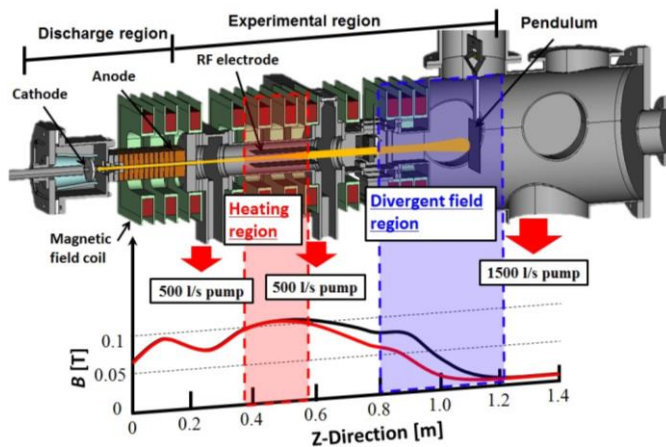 Experimental region
Discharge region
Pendulum
RF electrode
Anode
Cathode
Heating
region
Divergent field
region
Magnetic
field coil
500 l/s pump
500 l/s pump
1500 l/s pump
B [T]
0.1
0.05
0
0
0.2
0.4
0.6
0.8
1.0
1.2
1.4
Z-Direction [m]